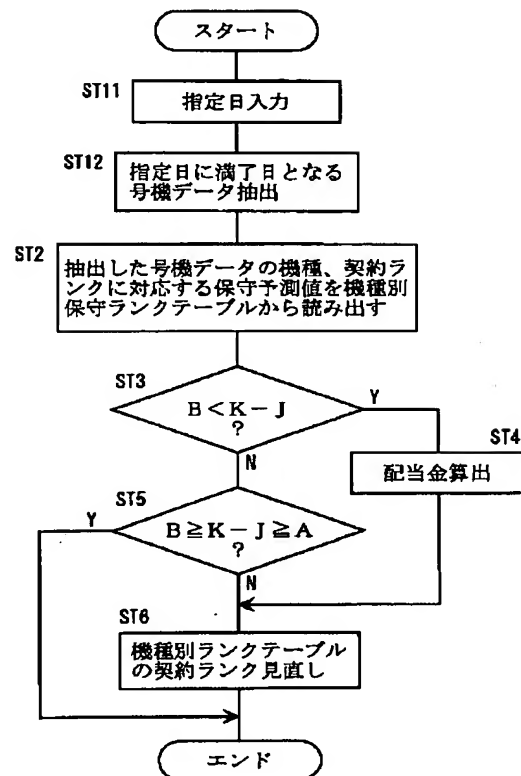 スタート
ST11
指定日入力
ST12
指定日に満了日となる
号機データ抽出
ST2
抽出した号機データの機種、契約ラ
ンクに対応する保守予測値を機種別
保守ランクテーブルから読み出す
ST3
B<K-J
?
Y
N
ST4
配当金算出
ST5
B≧K-J≧A
?
Y
N
ST6
機種別ランクテーブル
の契約ランク見直し
エンド